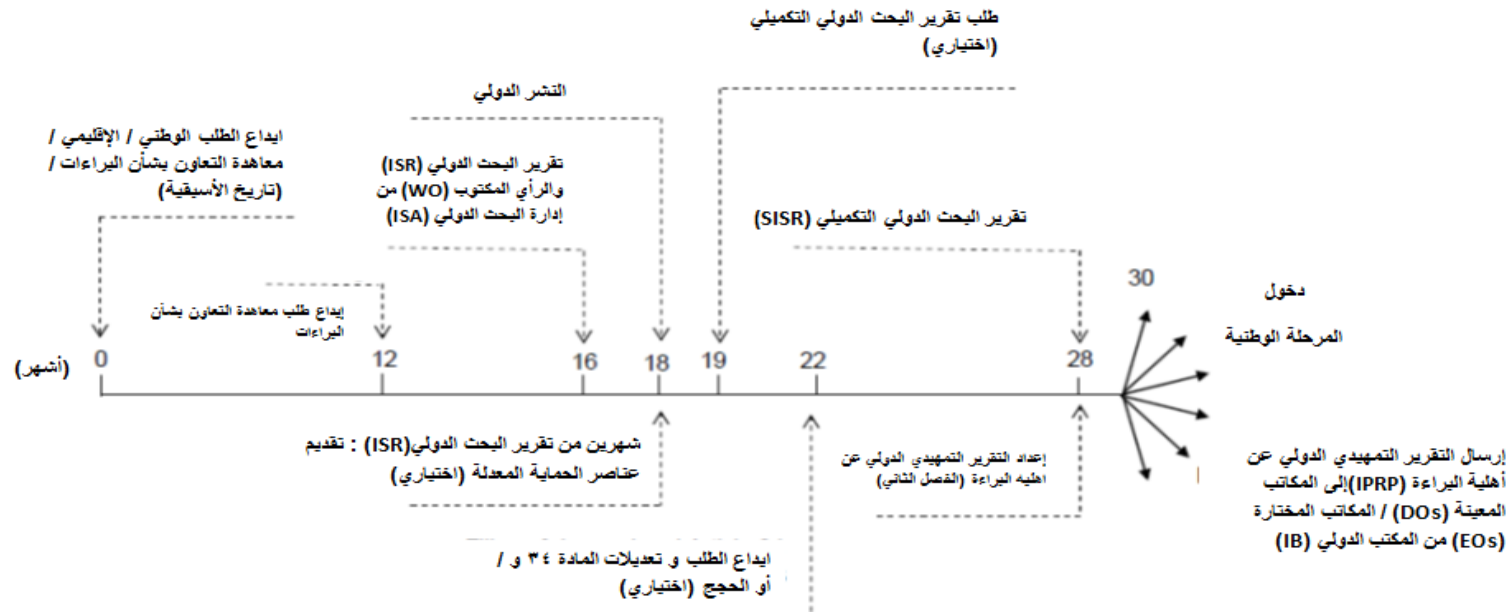 طلب تقرير البحث الدولي التكميلي
(اختياري)
التشر الدولي
ايداع الطلب الوطتي / الإقليمي /
معاهدة التعاون بشأن البراءات /
(تاريخ الأسبقية)
تقرير البحث الدولي (ISR)
والرأي المكتوب (WO) من
إدارة البحث الدولي (ISA)
تقرير البحث الدولي التكميلي (SISR)
إيداع طلب معاهدة التعاون بشأن
البراءات
30
دخول
المرحلة الوطنية
(أشهر)
0
12
16
18
19
22
28
شهرين من تقرير البحث الدولي(ISR) : تقديم
عناصر الحماية المعدلة (اختياري)
إعداد التقرير التمهيدي الدولي عن
اهليه البراءة (الفصل الثاني)
إرسال التقرير التمهيدي الدولي عن
أهلية البراءة (IPRP)إلى المكاتب
المعينة (DOs) / المكاتب المختارة
(EOs) من المكتب الدولي (IB)
ايداع الطلب و تعديلات المادة ٣٤ و /
أو الحجج (اختياري)